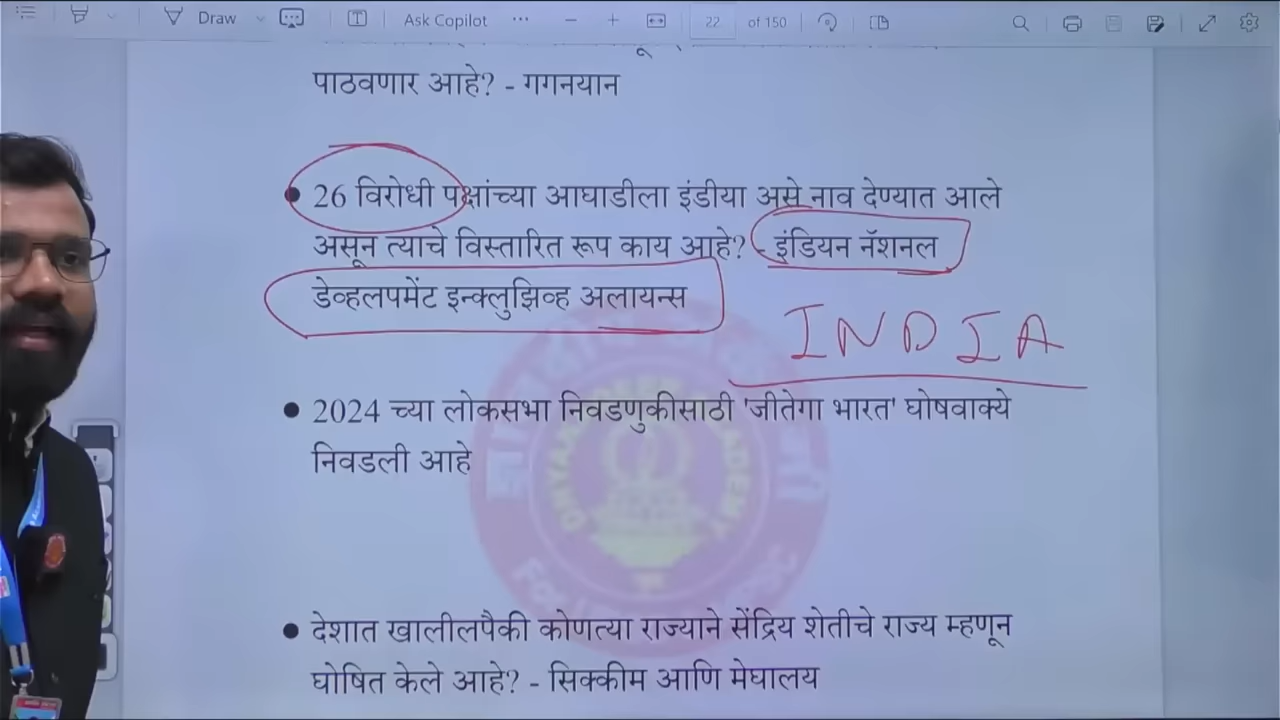 Draw
Ask Copilot
22 of 150
पाठवणार आहे? - गगनयान
26 विरोधी पक्षांच्या आघाडीला इंडीया असे नाव देण्यात आले
असून त्याचे विस्तारित रूप काय आहे? - इंडियन नॅशनल
डेव्हलपमेंट इन्क्लुझिव्ह अलायन्स
INDIA
2024 च्या लोकसभा निवडणुकीसाठी 'जीतेगा भारत' घोषवाक्ये
निवडली आहे
देशात खालीलपैकी कोणत्या राज्याने सेंद्रिय शेतीचे राज्य म्हणून
घोषित केले आहे? - सिक्कीम आणि मेघालय